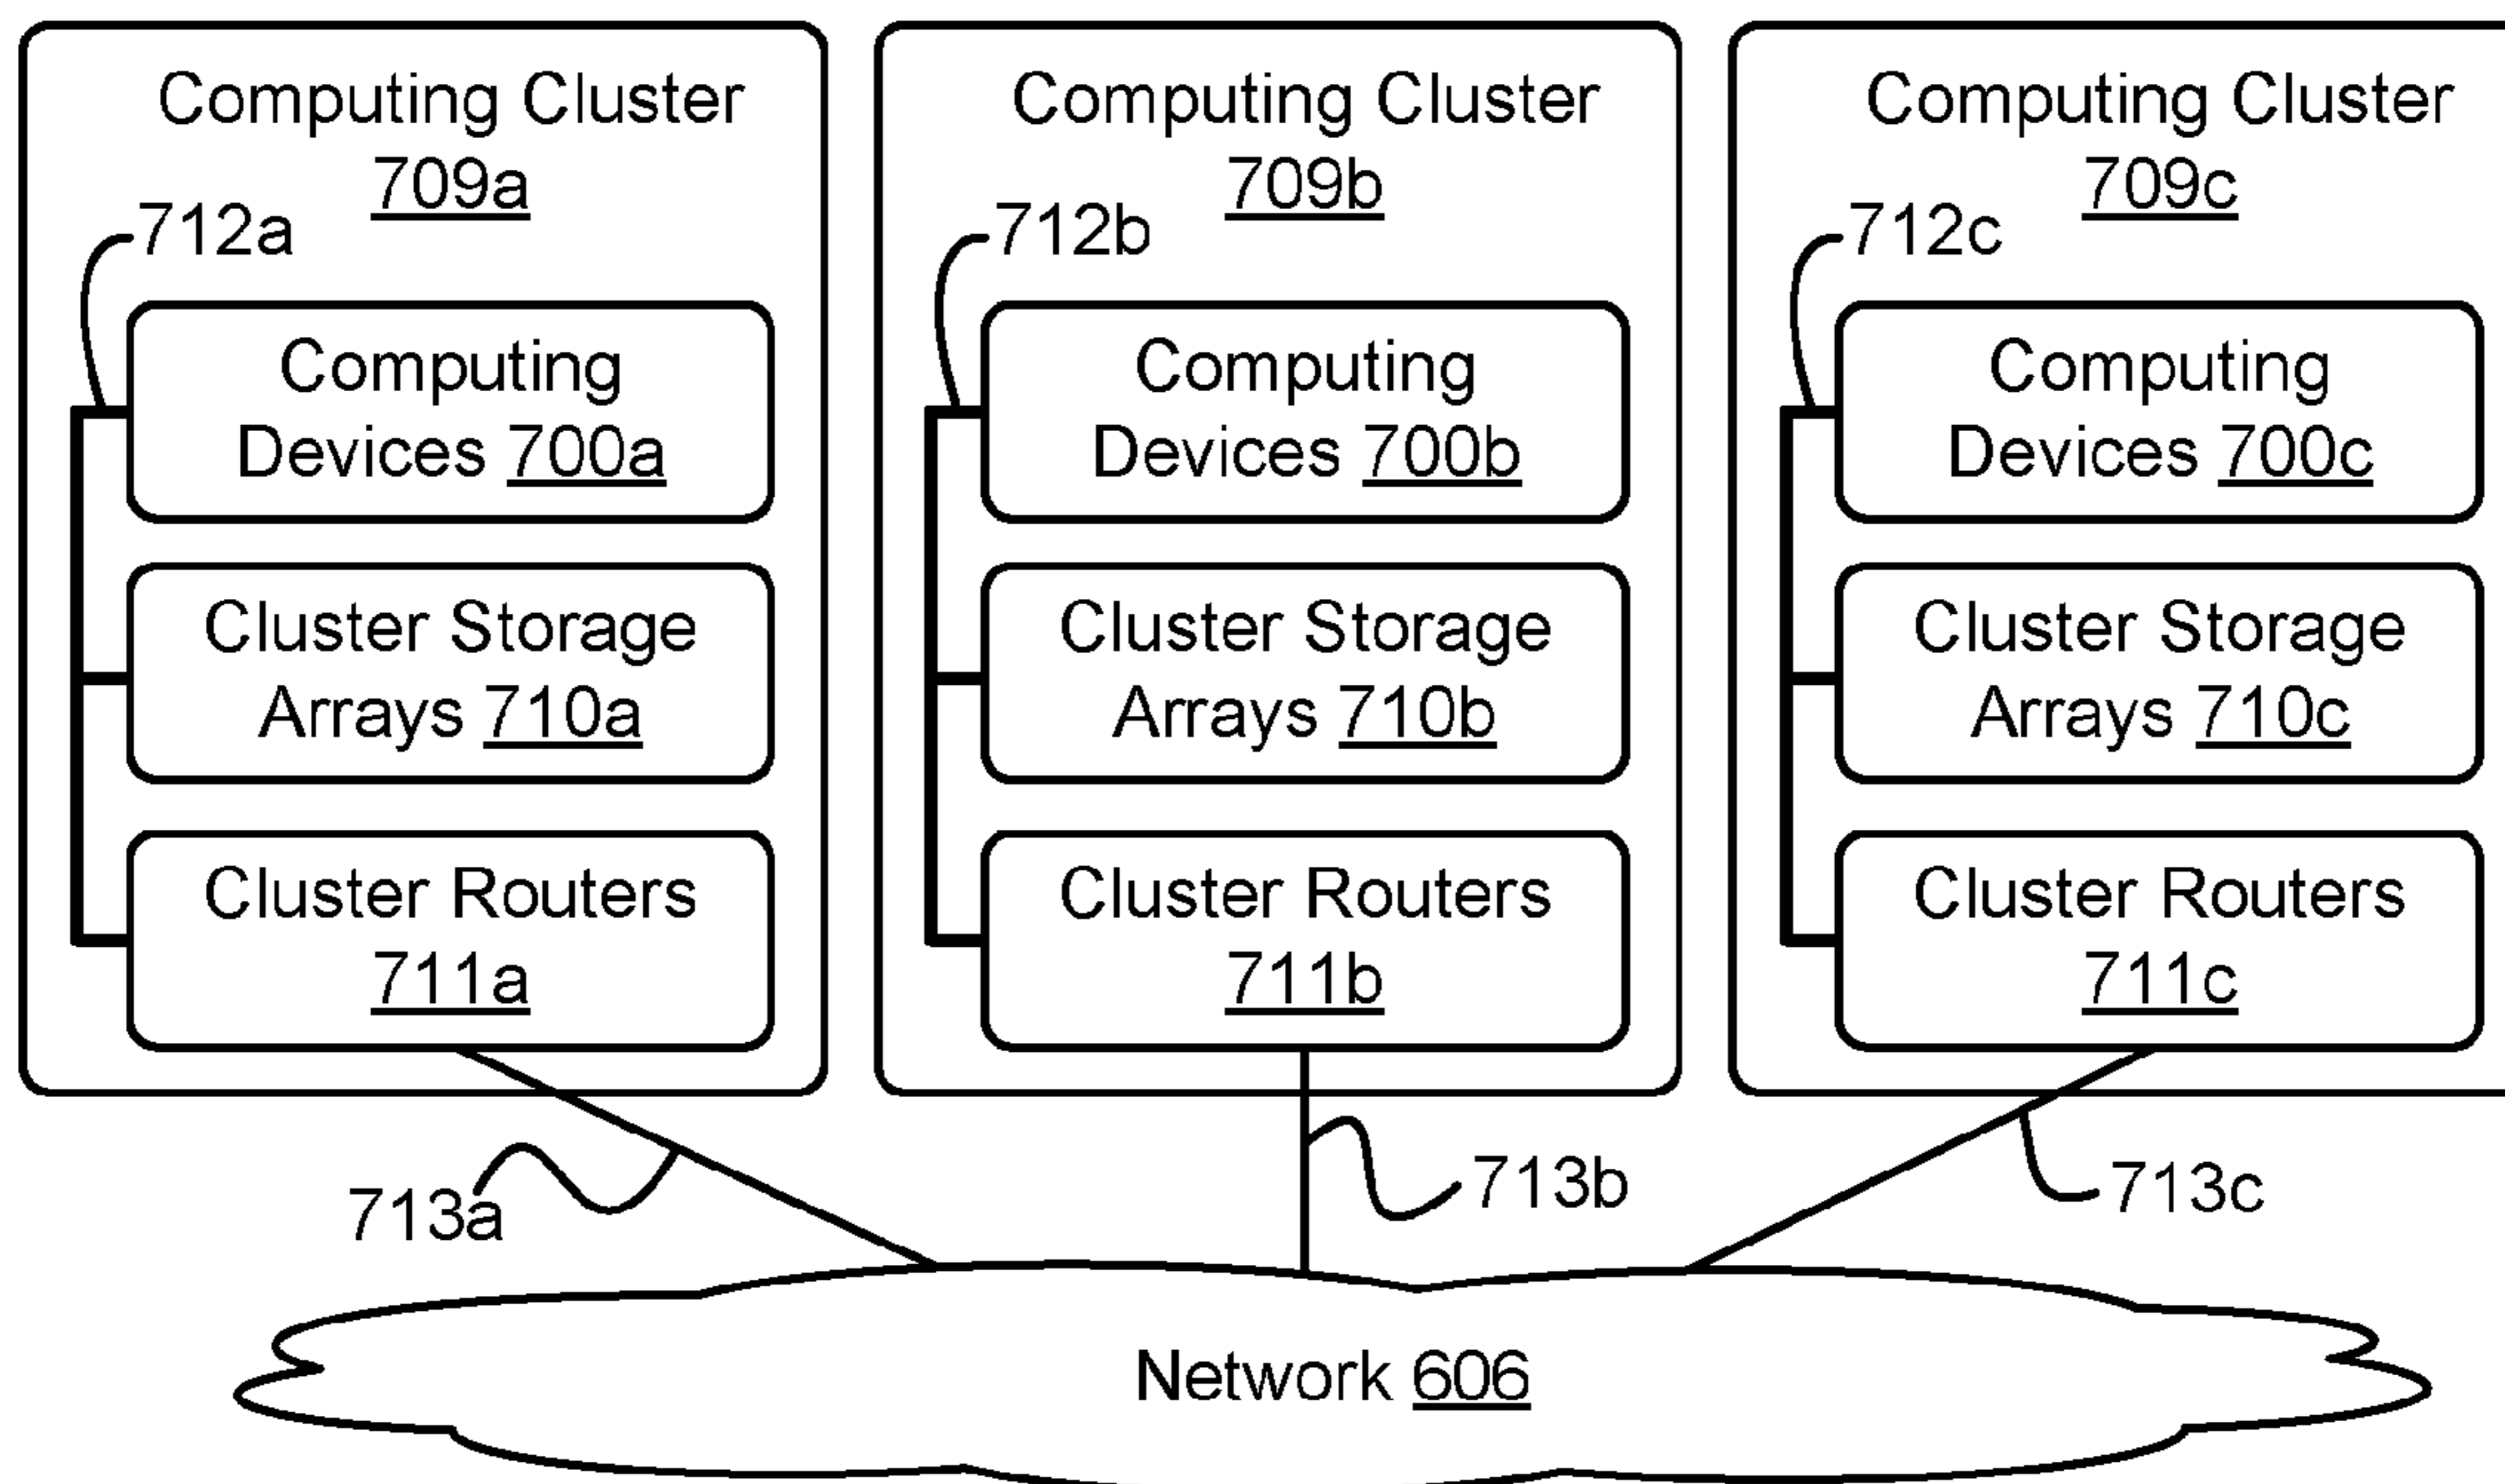 Computing Cluster
709a
712a
Computing
Devices 700a
Cluster Storage
Arrays 710a
Cluster Routers
711a
Computing Cluster
709b
712b
Computing
Devices 700b
Cluster Storage
Arrays 710b
Cluster Routers
711b
Computing Cluster
709c
712c
Computing
Devices 700c
Cluster Storage
Arrays 710c
Cluster Routers
711c
713a
713b
713c
Network 606